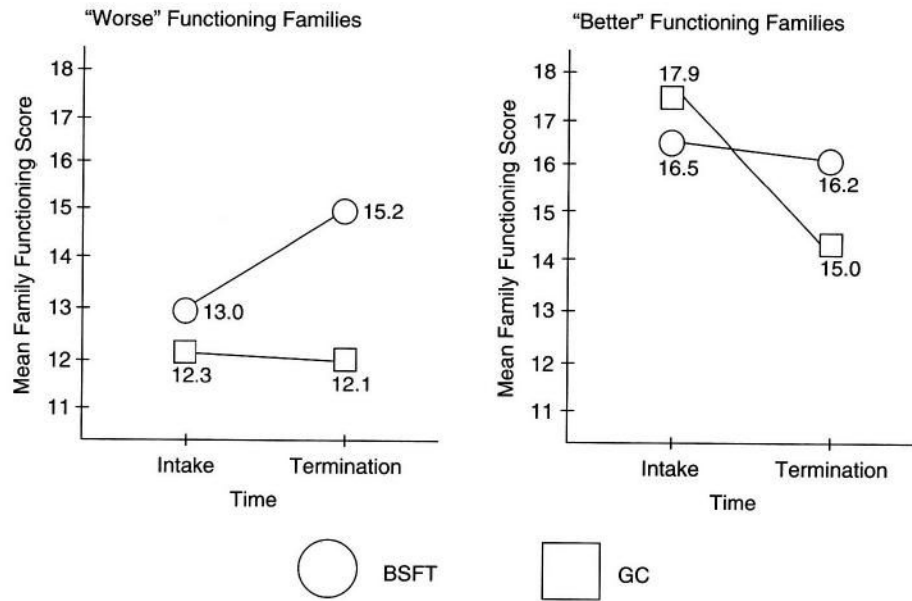 “Worse” Functioning Families
Mean Family Functioning Score
18
17
16
15
14
13
12
11
15.2
13.0
12.3
12.1
Intake
Termination
Time
“Better” Functioning Families
Mean Family Functioning Score
18
17
16
15
14
13
12
11
17.9
16.5
16.2
15.0
Intake
Termination
Time
BSFT
GC